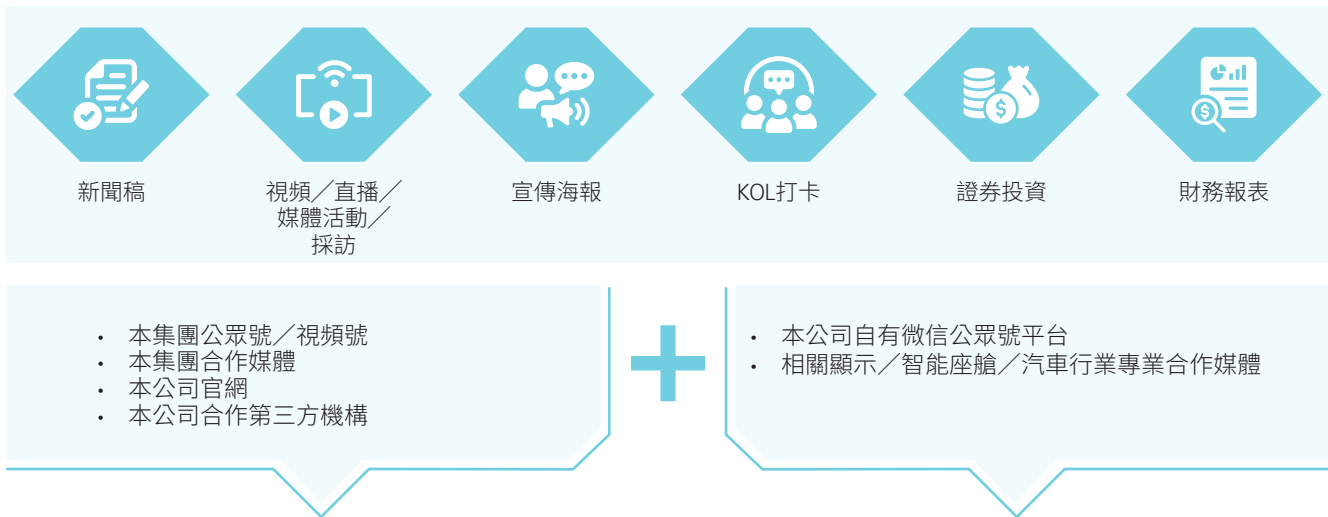 新聞稿
視頻／直播／
媒體活動／
採訪
宣傳海報
KOL打卡
證券投資
財務報表
• 本集團公眾號／視頻號
• 本集團合作媒體
• 本公司官網
• 本公司合作第三方機構
• 本公司自有微信公眾號平台
• 相關顯示／智能座艙／汽車行業專業合作媒體